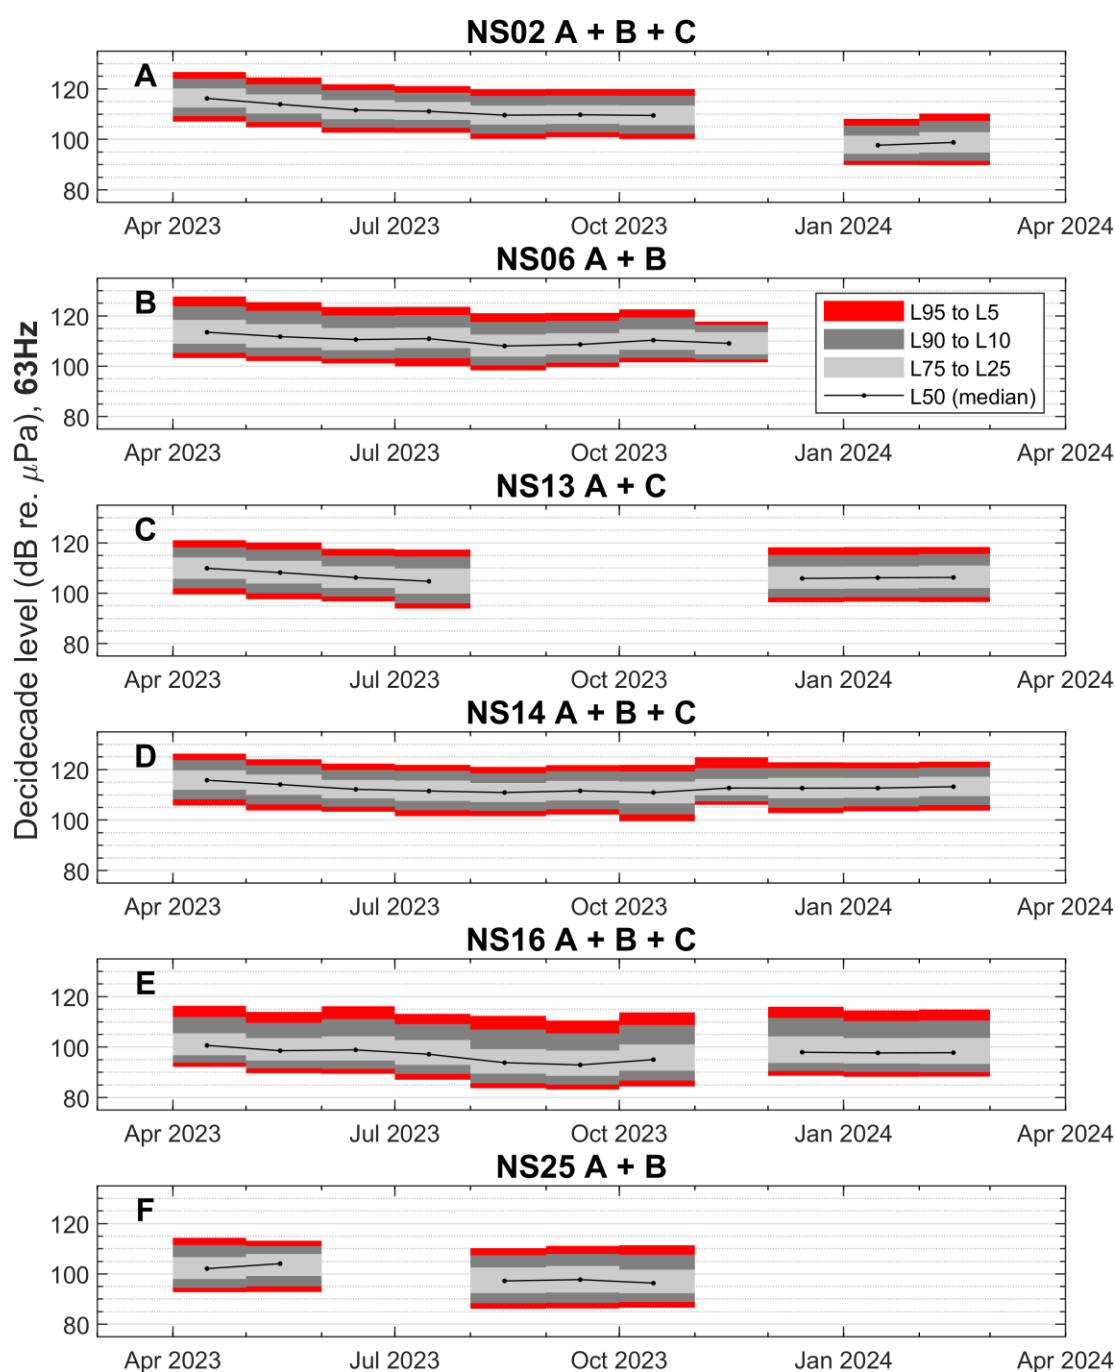 NS02 A + B + C
A
120
100
80
Apr 2023 Jul 2023 Oct 2023 Jan 2024 Apr 2024
NS06 A + B
B
120
100
80
L95 to L5
L90 to L10
L75 to L25
L50 (median)
Apr 2023 Jul 2023 Oct 2023 Jan 2024 Apr 2024
NS13 A + C
C
120
100
80
Apr 2023 Jul 2023 Oct 2023 Jan 2024 Apr 2024
Decidecade level (dB re. μPa), 63Hz
NS14 A + B + C
D
120
100
80
Apr 2023 Jul 2023 Oct 2023 Jan 2024 Apr 2024
NS16 A + B + C
E
120
100
80
Apr 2023 Jul 2023 Oct 2023 Jan 2024 Apr 2024
NS25 A + B
F
120
100
80
Apr 2023 Jul 2023 Oct 2023 Jan 2024 Apr 2024